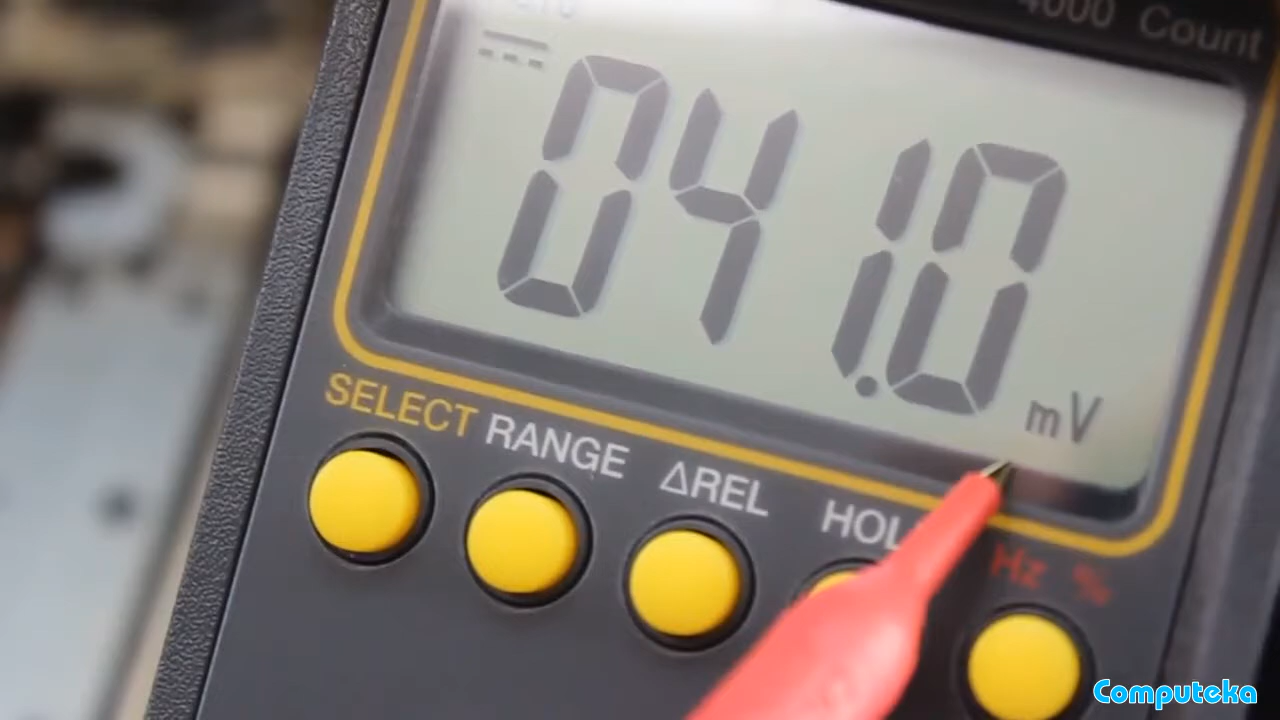 4000 Count
041.0
mV
SELECT RANGE ΔREL HOL
Hz %
Computeka